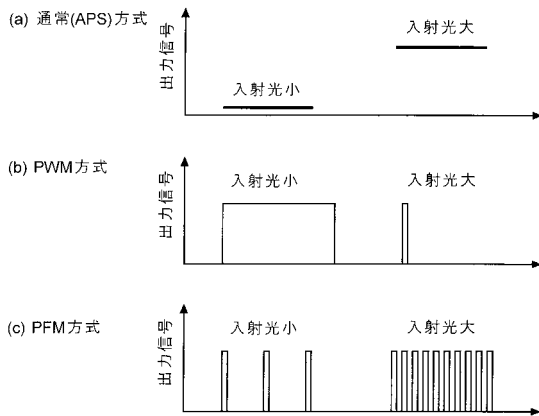 (a) 通常(APS)方式
出力信号
入射光小
入射光大
(b) PWM方式
出力信号
入射光小
入射光大
(c) PFM方式
出力信号
入射光小
入射光大